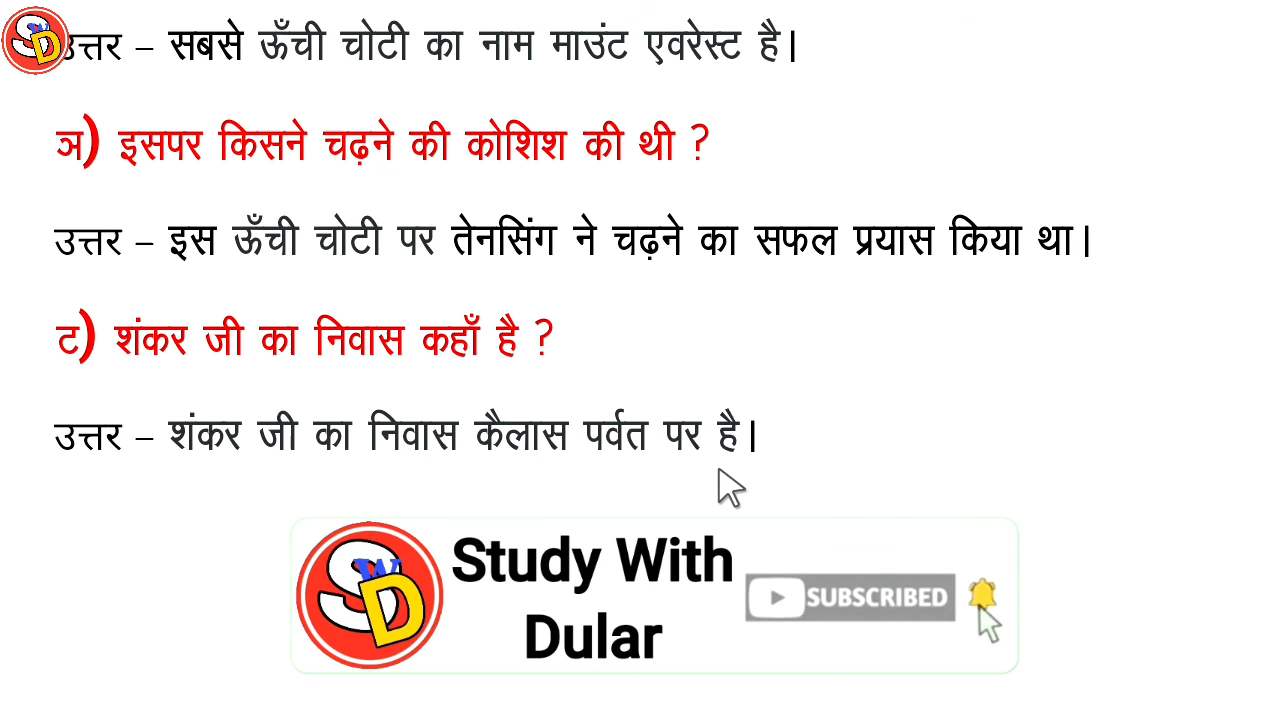 उत्तर – सबसे ऊँची चोटी का नाम माउंट एवरेस्ट है।
ञ) इसपर किसने चढ़ने की कोशिश की थी ?
उत्तर – इस ऊँची चोटी पर तेनसिंग ने चढ़ने का सफल प्रयास किया था।
ट) शंकर जी का निवास कहाँ है ?
उत्तर – शंकर जी का निवास कैलास पर्वत पर है।
SWD
Study With
Dular
SUBSCRIBED